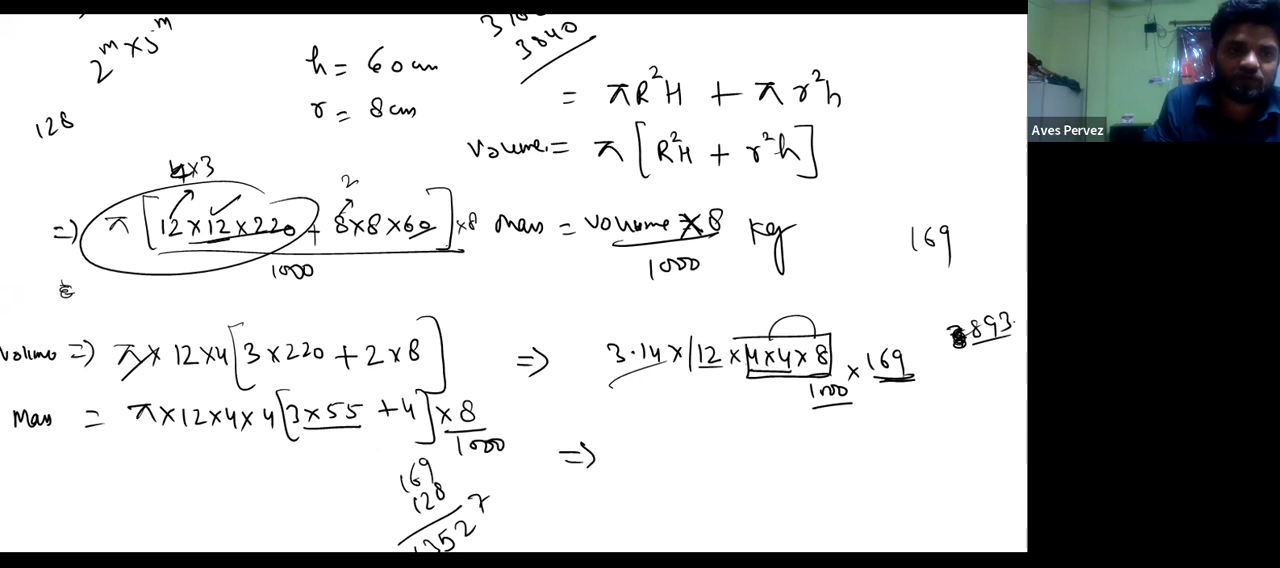 2^m × 5^m
3840
h = 60 cm
r = 8 cm
= πR²H + πr²h
128
Volume = π[R²H + r²h]
4×3
2
=> π[12×12×220 + 8×8×60] ×8
1000
Mass = Volume × 8 Kg
1000
169
Volume => π × 12×4[3×220 + 2×8]
=> 3.14 × 12 × 4×4×8 × 169
1000
893
Mass = π×12×4×4[3×55 + 4] × 8
1000
=>
169
128
1352
Aves Pervez